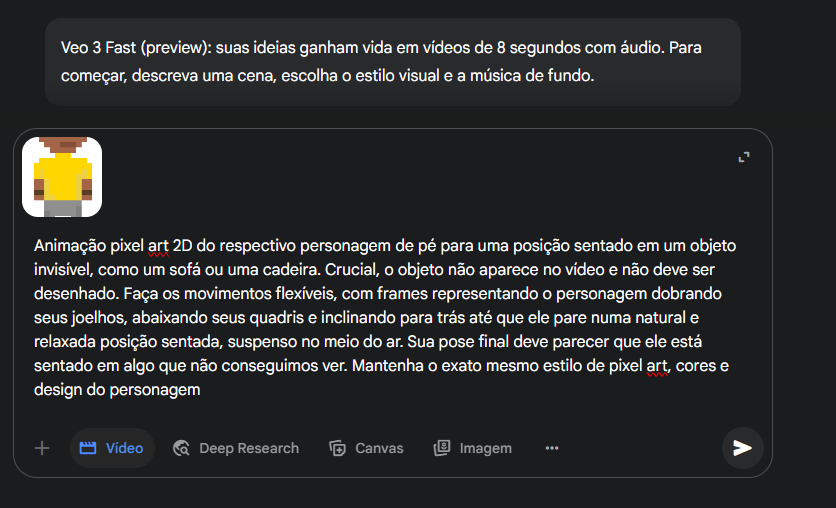 Veo 3 Fast (preview): suas ideias ganham vida em vídeos de 8 segundos com áudio. Para
começar, descreva uma cena, escolha o estilo visual e a música de fundo.
Animação pixel art 2D do respectivo personagem de pé para uma posição sentado em um objeto
invisível, como um sofá ou uma cadeira. Crucial, o objeto não aparece no vídeo e não deve ser
desenhado. Faça os movimentos flexíveis, com frames representando o personagem dobrando
seus joelhos, abaixando seus quadris e inclinando para trás até que ele pare numa natural e
relaxada posição sentada, suspenso no meio do ar. Sua pose final deve parecer que ele está
sentado em algo que não conseguimos ver. Mantenha o exato mesmo estilo de pixel art, cores e
design do personagem
Vídeo Deep Research Canvas Imagem